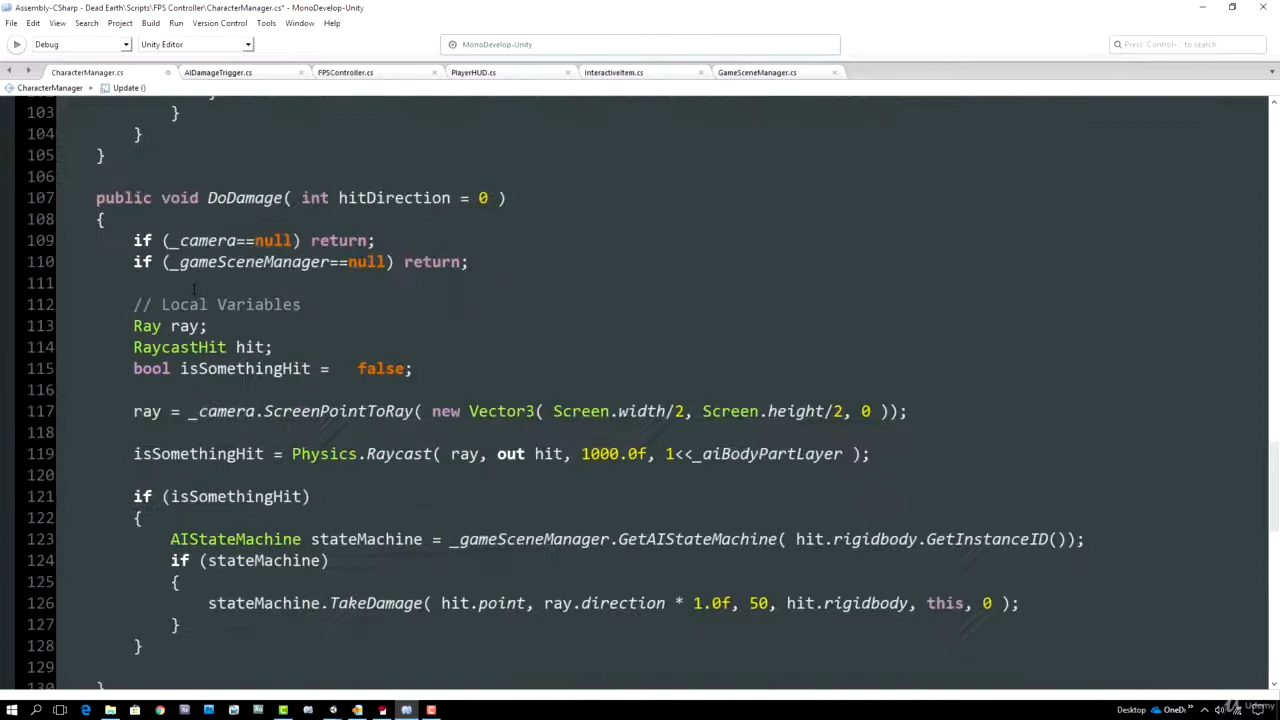 Assembly-CSharp - Dead Earth\Scripts\FPS Controller\CharacterManager.cs* - MonoDevelop-Unity
File Edit View Search Project Build Run Version Control Tools Window Help
Debug Unity Editor MonoDevelop-Unity Press 'Control+,' to search
CharacterManager.cs AIDamageTrigger.cs FPSController.cs PlayerHUD.cs InteractiveItem.cs GameSceneManager.cs
CharacterManager Update ()
103 }
104 }
105 }
106
107 public void DoDamage( int hitDirection = 0 )
108 {
109 if (_camera==null) return;
110 if (_gameSceneManager==null) return;
111
112 // Local Variables
113 Ray ray;
114 RaycastHit hit;
115 bool isSomethingHit = false;
116
117 ray = _camera.ScreenPointToRay( new Vector3( Screen.width/2, Screen.height/2, 0 ));
118
119 isSomethingHit = Physics.Raycast( ray, out hit, 1000.0f, 1<<_aiBodyPartLayer );
120
121 if (isSomethingHit)
122 {
123 AIStateMachine stateMachine = _gameSceneManager.GetAIStateMachine( hit.rigidbody.GetInstanceID());
124 if (stateMachine)
125 {
126 stateMachine.TakeDamage( hit.point, ray.direction * 1.0f, 50, hit.rigidbody, this, 0 );
127 }
128 }
129
130 }
Desktop OneDi Udemy